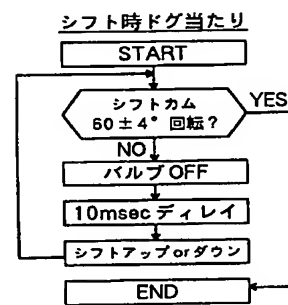 シフト時ドグ当たり
START
シフトカム
60±4°回転?
YES
NO
バルブOFF
10msecディレイ
シフトアップorダウン
END